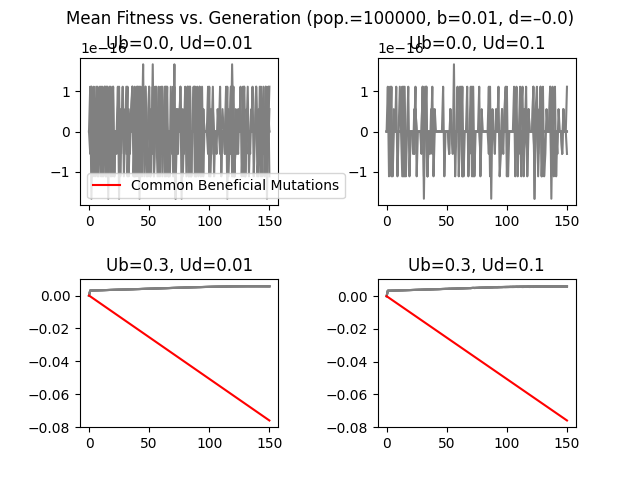 Mean Fitness vs. Generation (pop.=100000, b=0.01, d=–0.0)
Ub=0.0, Ud=0.01
1e−16
1
0
−1
0 50 100 150
Common Beneficial Mutations
Ub=0.0, Ud=0.1
1e−16
1
0
−1
0 50 100 150
Ub=0.3, Ud=0.01
0.00
−0.02
−0.04
−0.06
−0.08
0 50 100 150
Ub=0.3, Ud=0.1
0.00
−0.02
−0.04
−0.06
−0.08
0 50 100 150